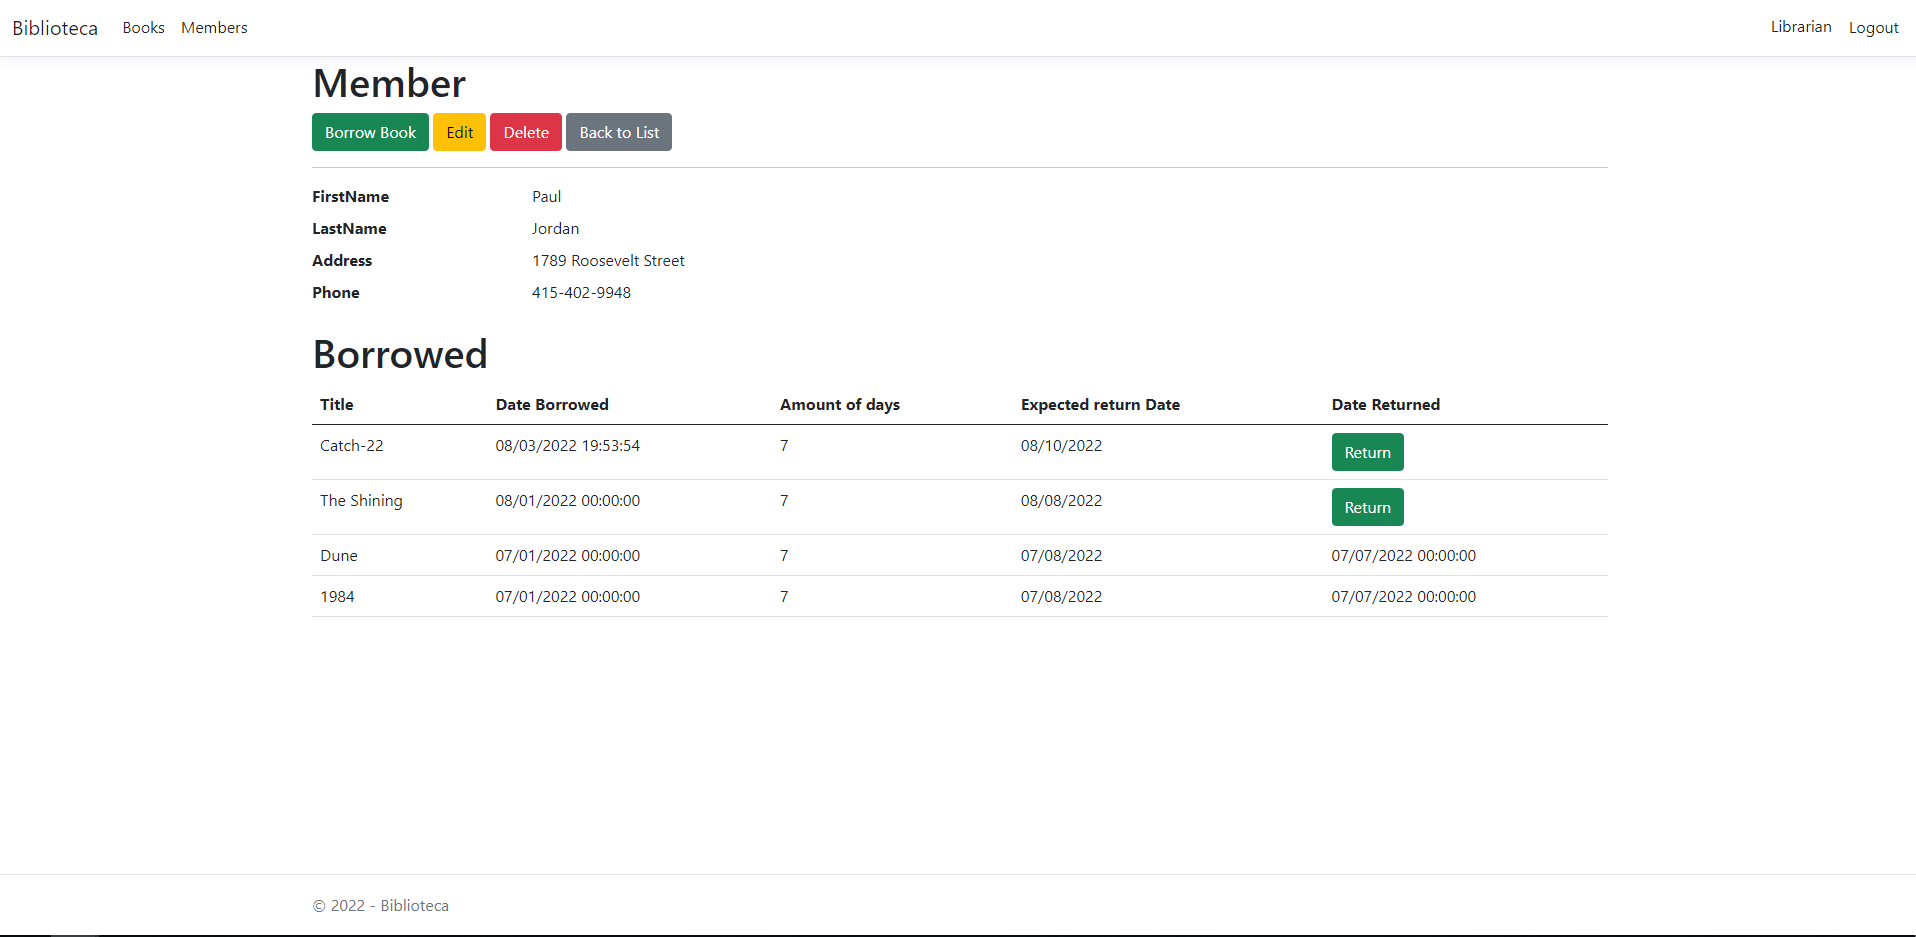 Biblioteca Books Members Librarian Logout
Member
Borrow Book Edit Delete Back to List
FirstName Paul
LastName Jordan
Address 1789 Roosevelt Street
Phone 415-402-9948
Borrowed
Title Date Borrowed Amount of days Expected return Date Date Returned
Catch-22 08/03/2022 19:53:54 7 08/10/2022 Return
The Shining 08/01/2022 00:00:00 7 08/08/2022 Return
Dune 07/01/2022 00:00:00 7 07/08/2022 07/07/2022 00:00:00
1984 07/01/2022 00:00:00 7 07/08/2022 07/07/2022 00:00:00
© 2022 - Biblioteca